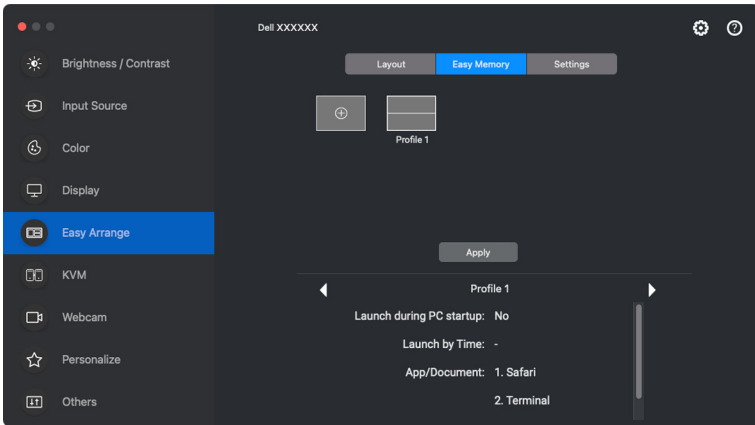 Dell XXXXXX
Brightness / Contrast
Input Source
Color
Display
Easy Arrange
KVM
Webcam
Personalize
Others
Layout
Easy Memory
Settings
Profile 1
Apply
Profile 1
Launch during PC startup: No
Launch by Time: -
App/Document: 1. Safari
2. Terminal